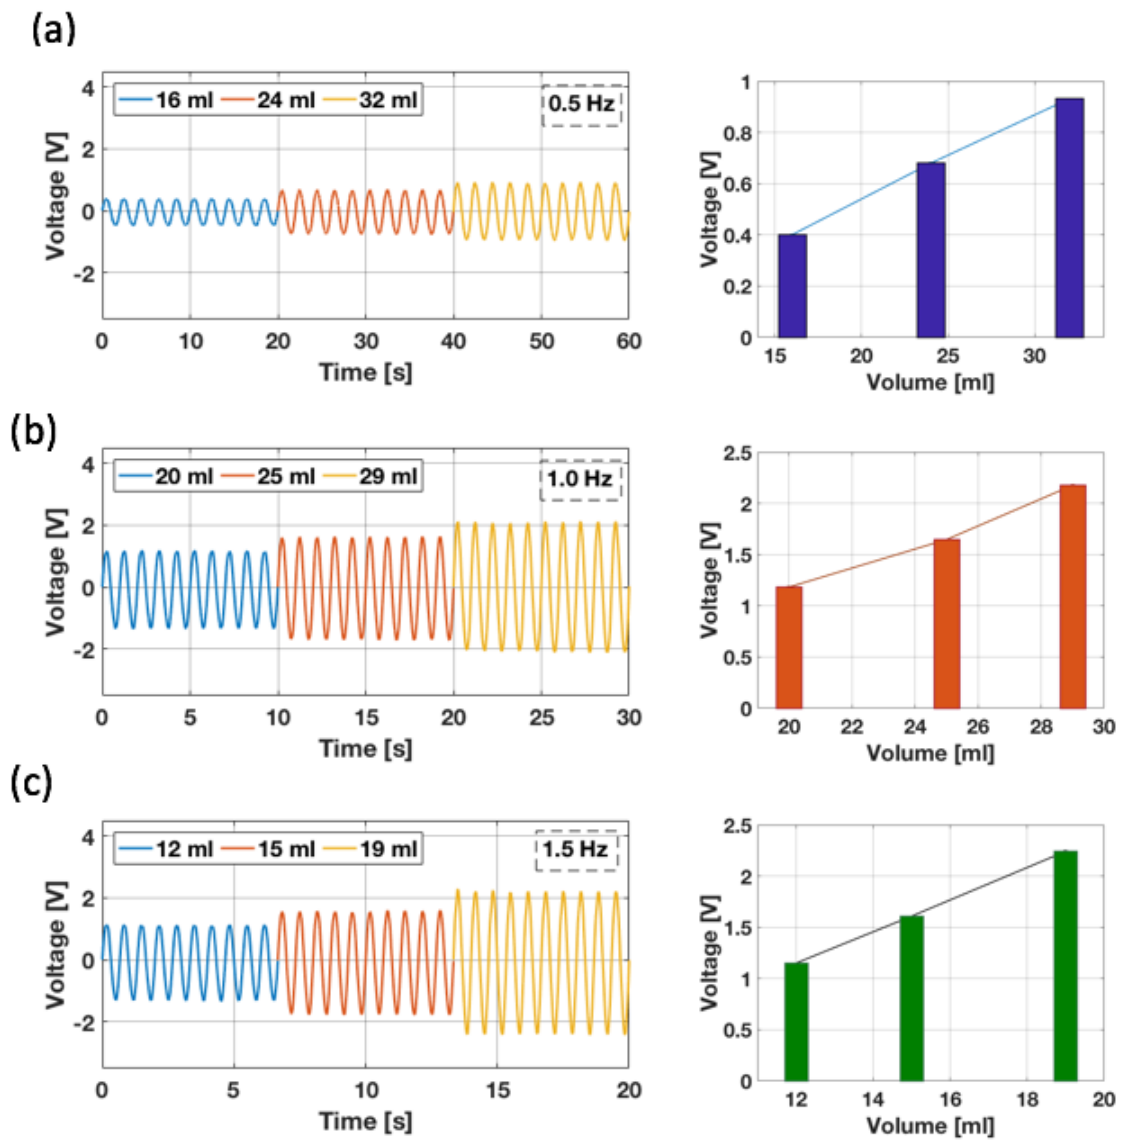 (a)
16 ml 24 ml 32 ml
0.5 Hz
4
2
0
-2
Voltage [V]
0 10 20 30 40 50 60
Time [s]
1
0.8
0.6
0.4
0.2
0
Voltage [V]
15 20 25 30
Volume [ml]
(b)
20 ml 25 ml 29 ml
1.0 Hz
4
2
0
-2
Voltage [V]
0 5 10 15 20 25 30
Time [s]
2.5
2
1.5
1
0.5
0
Voltage [V]
20 22 24 26 28 30
Volume [ml]
(c)
12 ml 15 ml 19 ml
1.5 Hz
4
2
0
-2
Voltage [V]
0 5 10 15 20
Time [s]
2.5
2
1.5
1
0.5
0
Voltage [V]
12 14 16 18 20
Volume [ml]